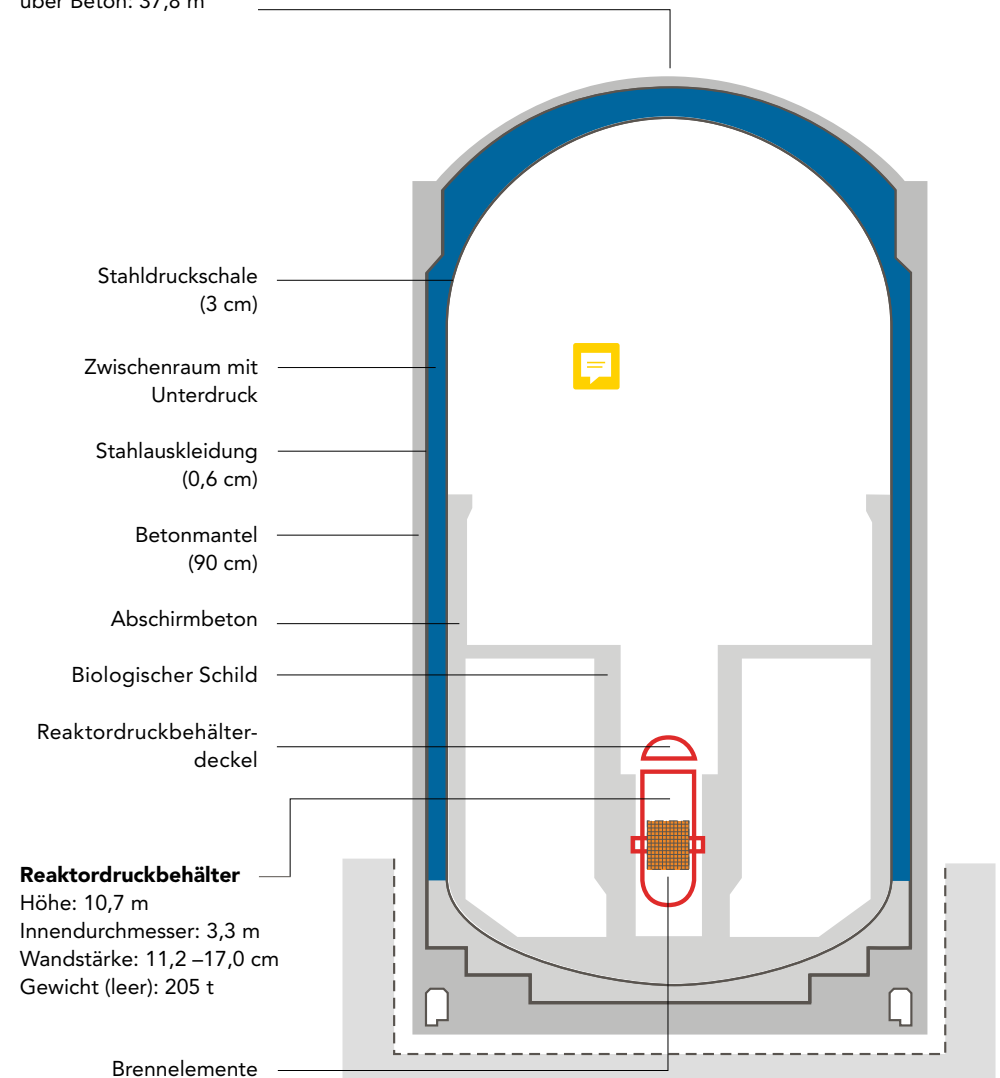 über Beton: 37,8 m
Stahldruckschale
(3 cm)
Zwischenraum mit
Unterdruck
Stahlauskleidung
(0,6 cm)
Betonmantel
(90 cm)
Abschirmbeton
Biologischer Schild
Reaktordruckbehälter-
deckel
Reaktordruckbehälter
Höhe: 10,7 m
Innendurchmesser: 3,3 m
Wandstärke: 11,2 –17,0 cm
Gewicht (leer): 205 t
Brennelemente